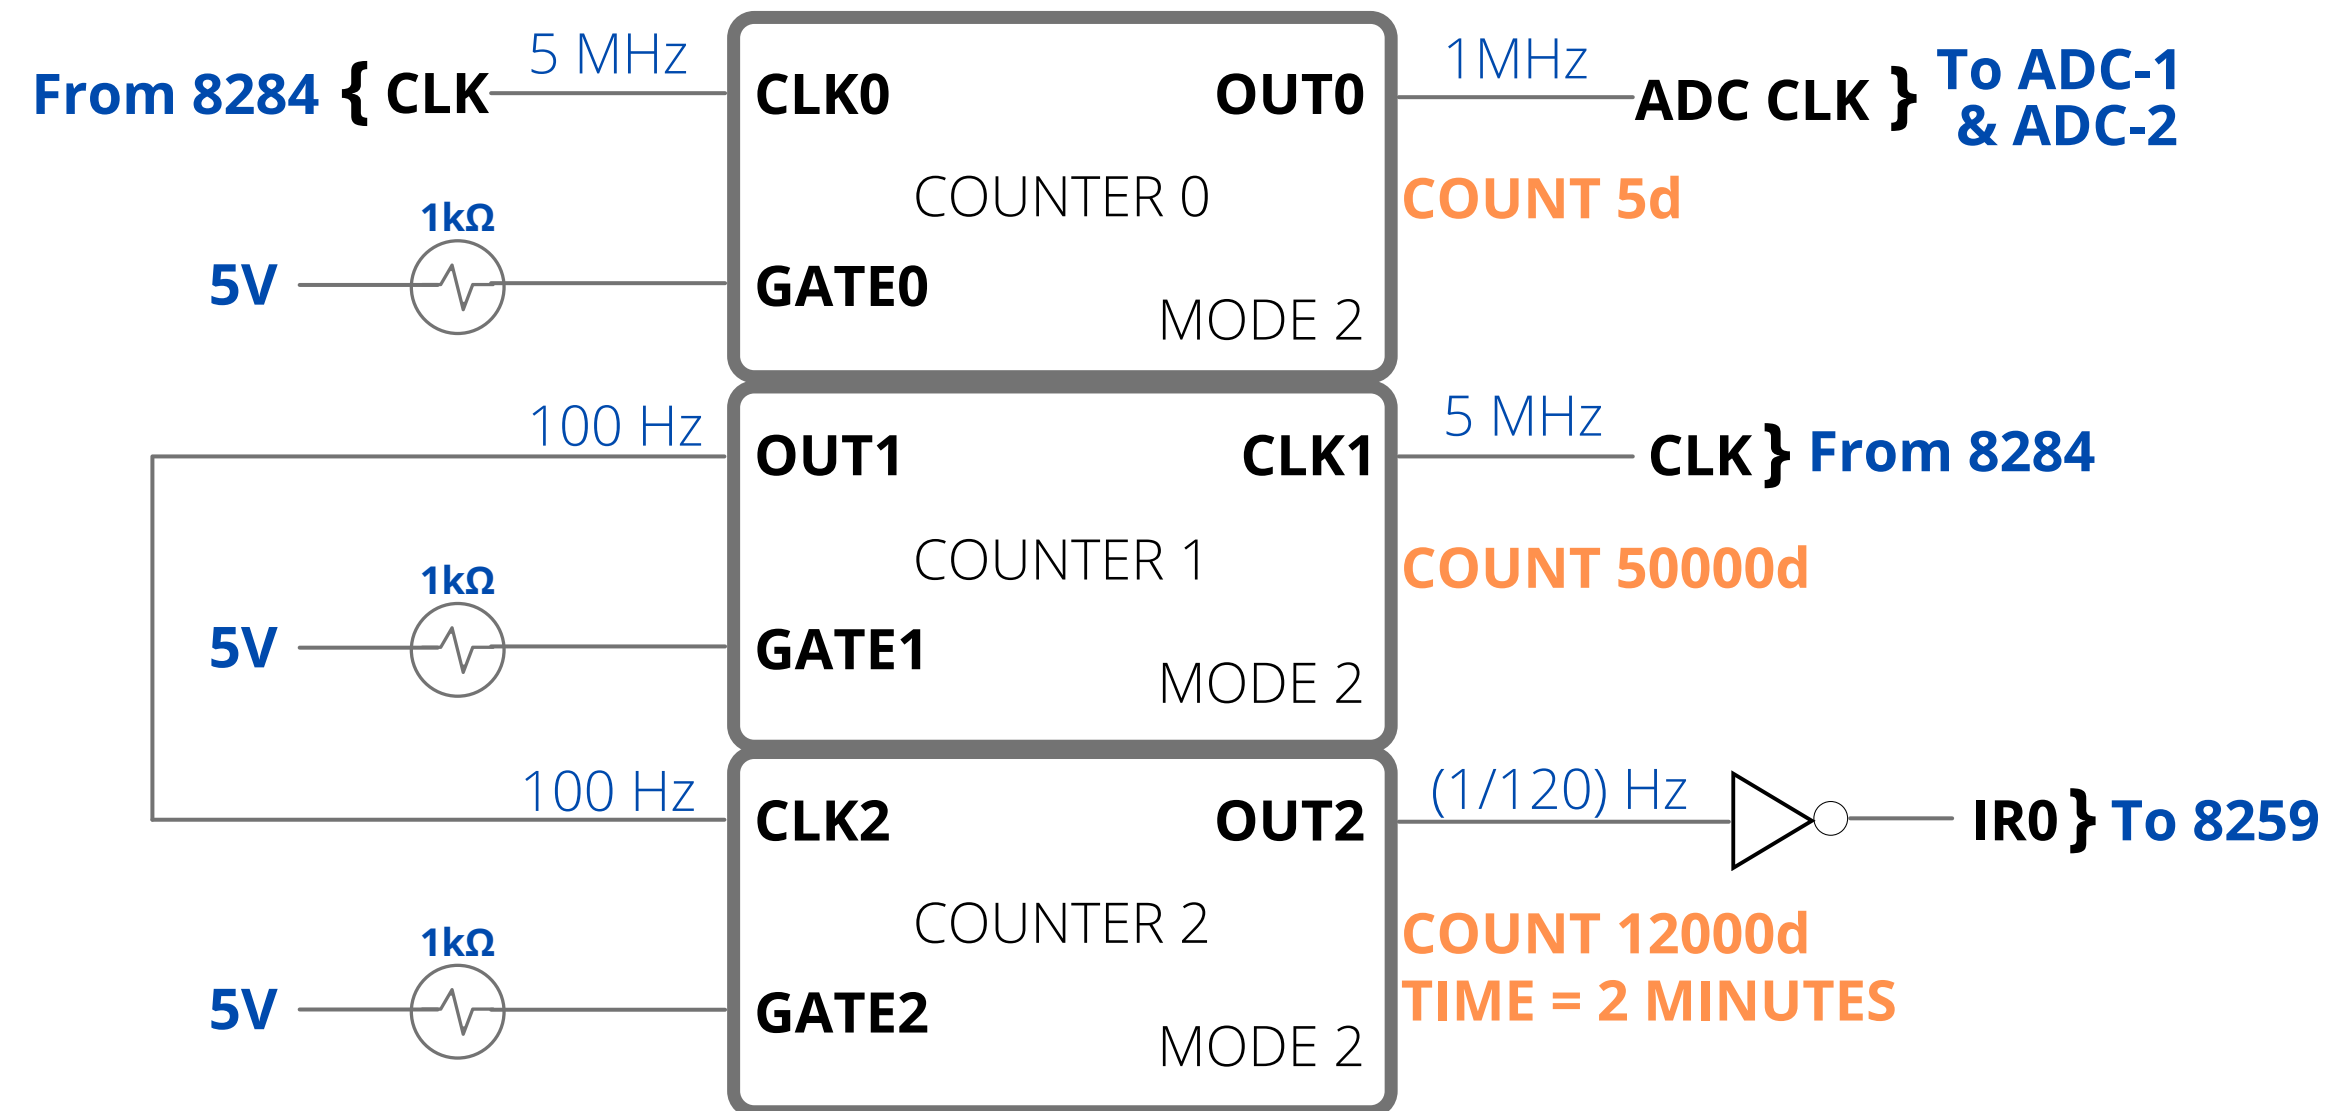 From 8284 { CLK
5 MHz
CLK0
OUT0
1MHz
ADC CLK }
To ADC-1
& ADC-2
COUNTER 0
COUNT 5d
1kΩ
5V
GATE0
MODE 2
100 Hz
OUT1
CLK1
5 MHz
CLK } From 8284
COUNTER 1
COUNT 50000d
1kΩ
5V
GATE1
MODE 2
100 Hz
CLK2
OUT2
(1/120) Hz
IR0 } To 8259
COUNTER 2
COUNT 12000d
TIME = 2 MINUTES
1kΩ
5V
GATE2
MODE 2